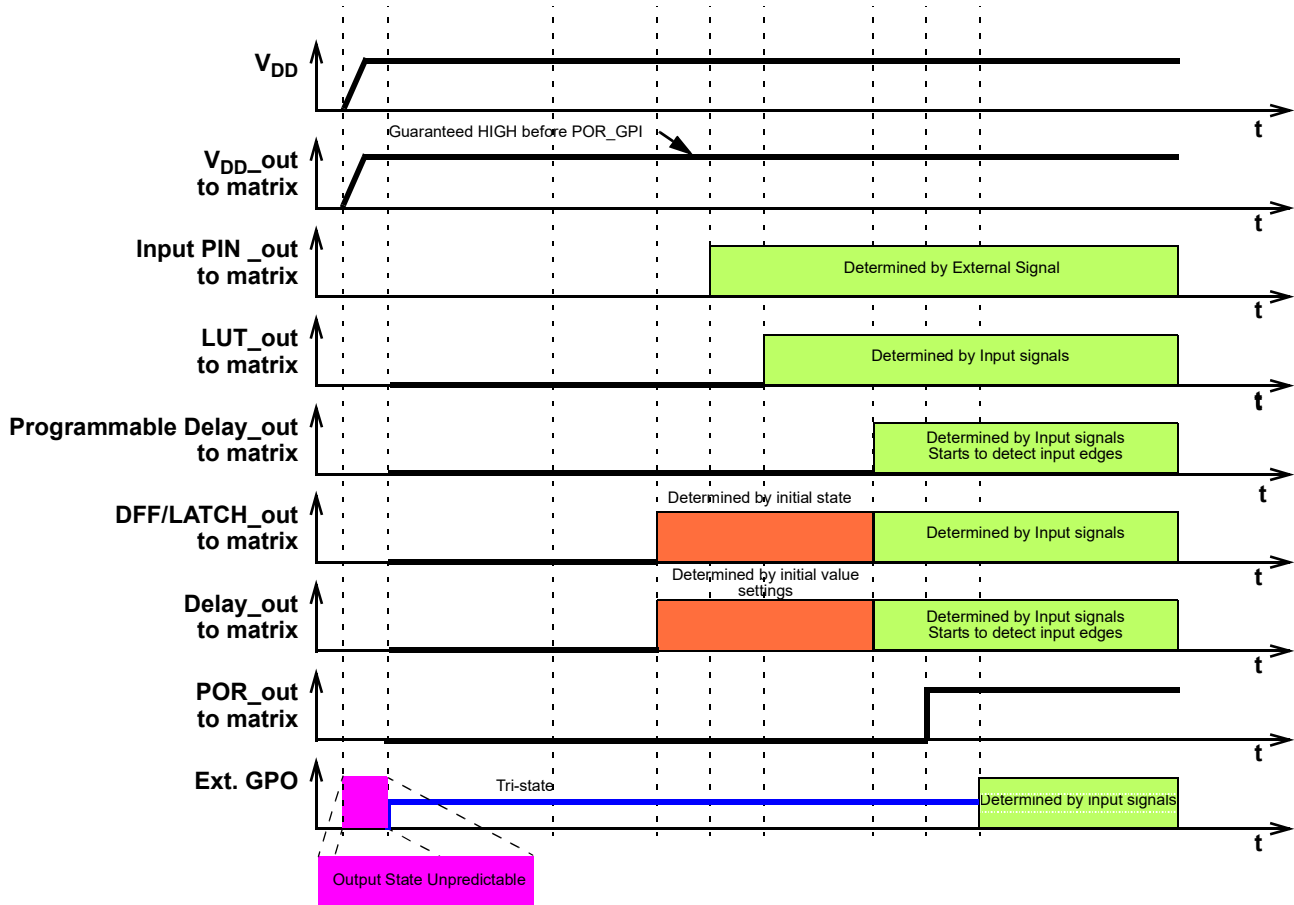 VDD
t
Guaranteed HIGH before POR_GPI
VDD_out
to matrix
t
Input PIN _out
to matrix
Determined by External Signal
t
LUT_out
to matrix
Determined by Input signals
t
Programmable Delay_out
to matrix
Determined by Input signals
Starts to detect input edges
t
Determined by initial state
DFF/LATCH_out
to matrix
Determined by Input signals
t
Determined by initial value
settings
Delay_out
to matrix
Determined by Input signals
Starts to detect input edges
t
POR_out
to matrix
t
Ext. GPO
Tri-state
Determined by input signals
t
Output State Unpredictable